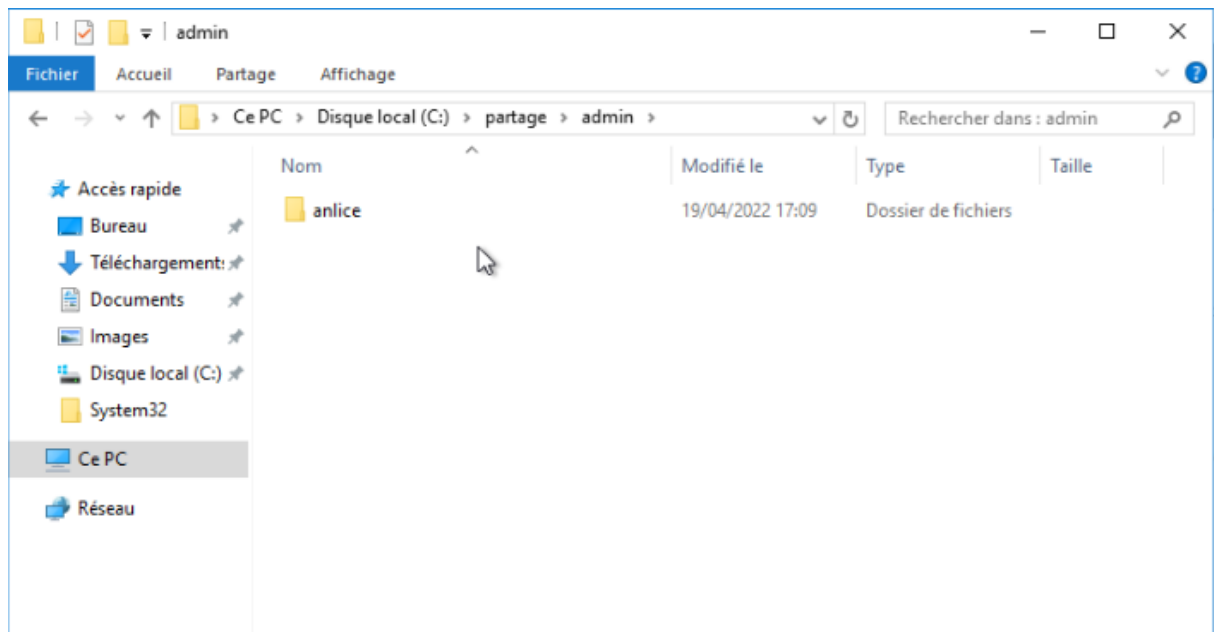 admin
Fichier Accueil Partage Affichage
Ce PC > Disque local (C:) > partage > admin > Rechercher dans : admin
Nom Modifié le Type Taille
Accès rapide
anlice 19/04/2022 17:09 Dossier de fichiers
Bureau
Téléchargements
Documents
Images
Disque local (C:)
System32
Ce PC
Réseau